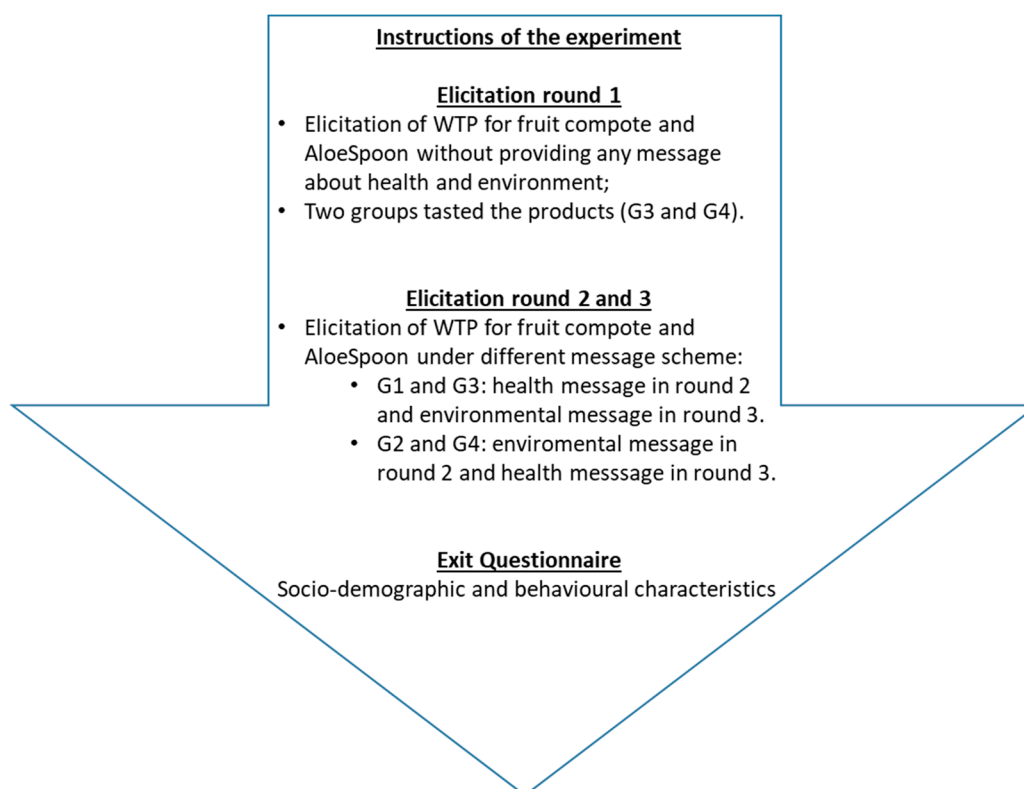 Instructions of the experiment
Elicitation round 1
• Elicitation of WTP for fruit compote and
AloeSpoon without providing any message
about health and environment;
• Two groups tasted the products (G3 and G4).
Elicitation round 2 and 3
• Elicitation of WTP for fruit compote and
AloeSpoon under different message scheme:
• G1 and G3: health message in round 2
and environmental message in round 3.
• G2 and G4: enviromental message in
round 2 and health messsage in round 3.
Exit Questionnaire
Socio-demographic and behavioural characteristics